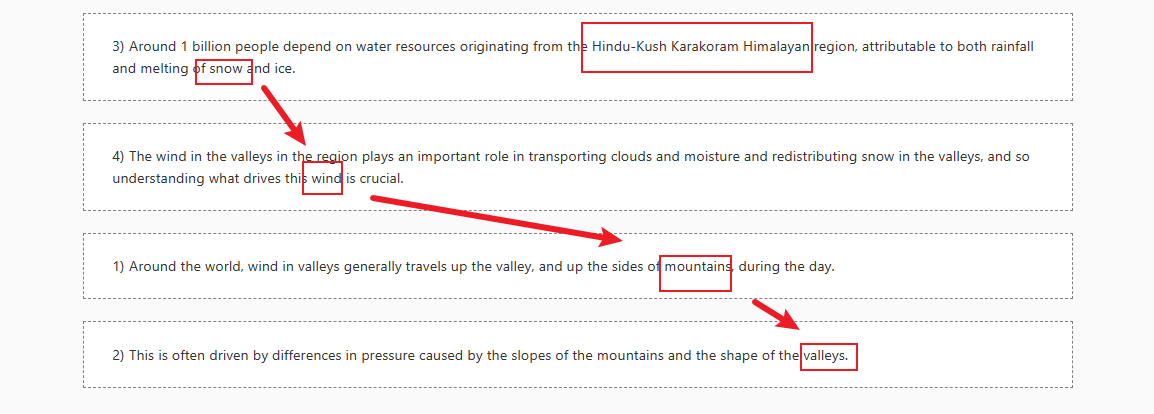 3) Around 1 billion people depend on water resources originating from the Hindu-Kush Karakoram Himalayan region, attributable to both rainfall
and melting of snow and ice.
4) The wind in the valleys in the region plays an important role in transporting clouds and moisture and redistributing snow in the valleys, and so
understanding what drives this wind is crucial.
1) Around the world, wind in valleys generally travels up the valley, and up the sides of mountains, during the day.
2) This is often driven by differences in pressure caused by the slopes of the mountains and the shape of the valleys.